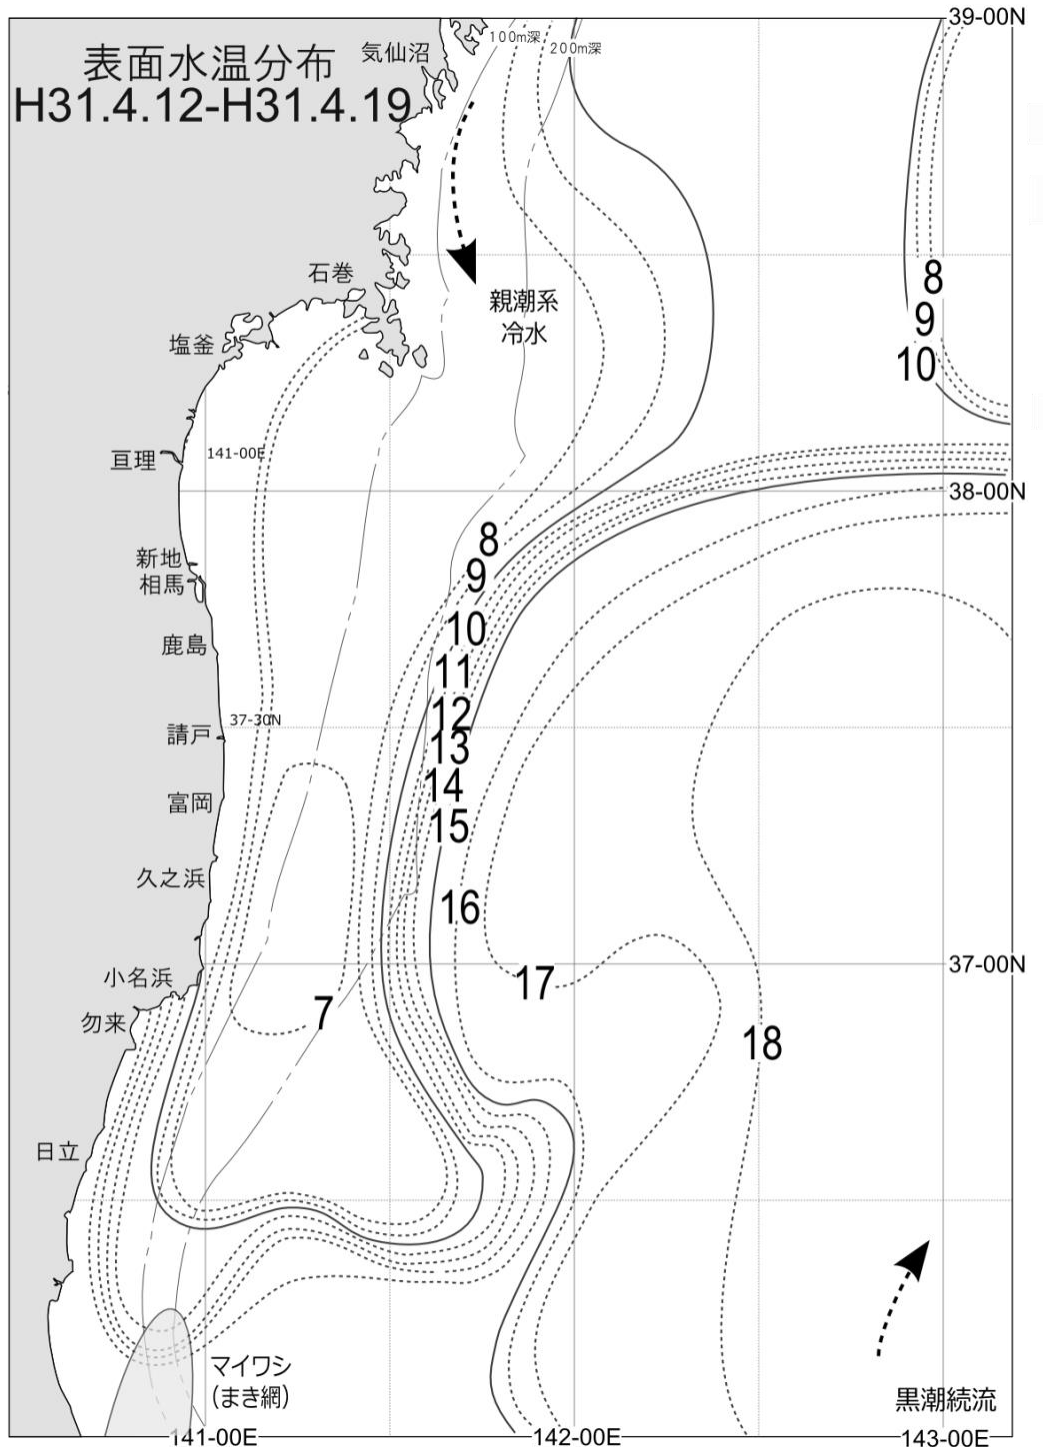 表面水温分布
H31.4.12-H31.4.19
気仙沼
100m深
200m深
39-00N
石巻
親潮系
冷水
塩釜
8
9
10
亘理
141-00E
38-00N
新地
相馬
8
9
10
鹿島
11
37-30N
12
請戸
13
14
富岡
15
久之浜
16
37-00N
小名浜
17
勿来
7
18
日立
マイワシ
(まき網)
黒潮続流
141-00E
142-00E
143-00E